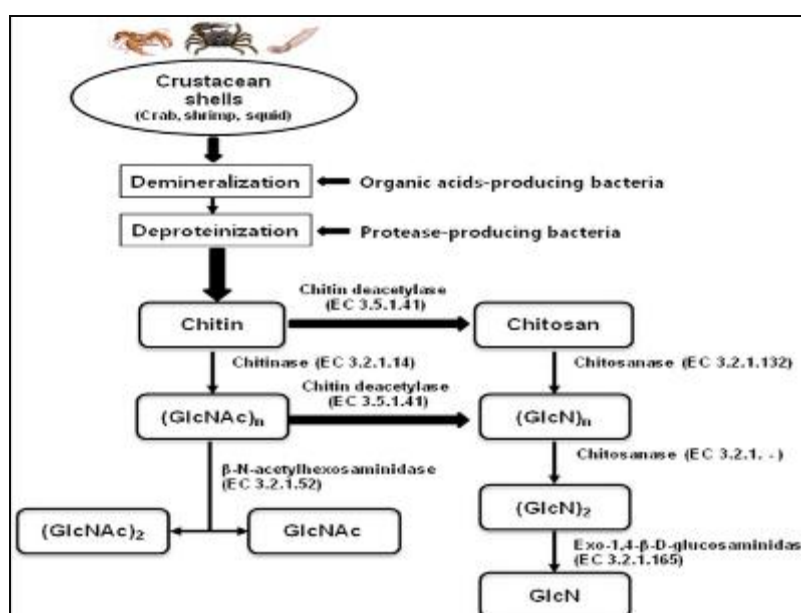 Crustacean
shells
(Crab, shrimp, squid)
Demineralization
Organic acids-producing bacteria
Deproteinization
Protease-producing bacteria
Chitin deacetylase
(EC 3.5.1.41)
Chitin
Chitosan
Chitinase (EC 3.2.1.14)
Chitosanase (EC 3.2.1.132)
Chitin deacetylase
(EC 3.5.1.41)
(GlcNAc)n
(GlcN)n
Chitosanase (EC 3.2.1. -)
β-N-acetylhexosaminidase
(EC 3.2.1.52)
(GlcNAc)2
GlcNAc
(GlcN)2
Exo-1,4-β-D-glucosaminidas
(EC 3.2.1.165)
GlcN